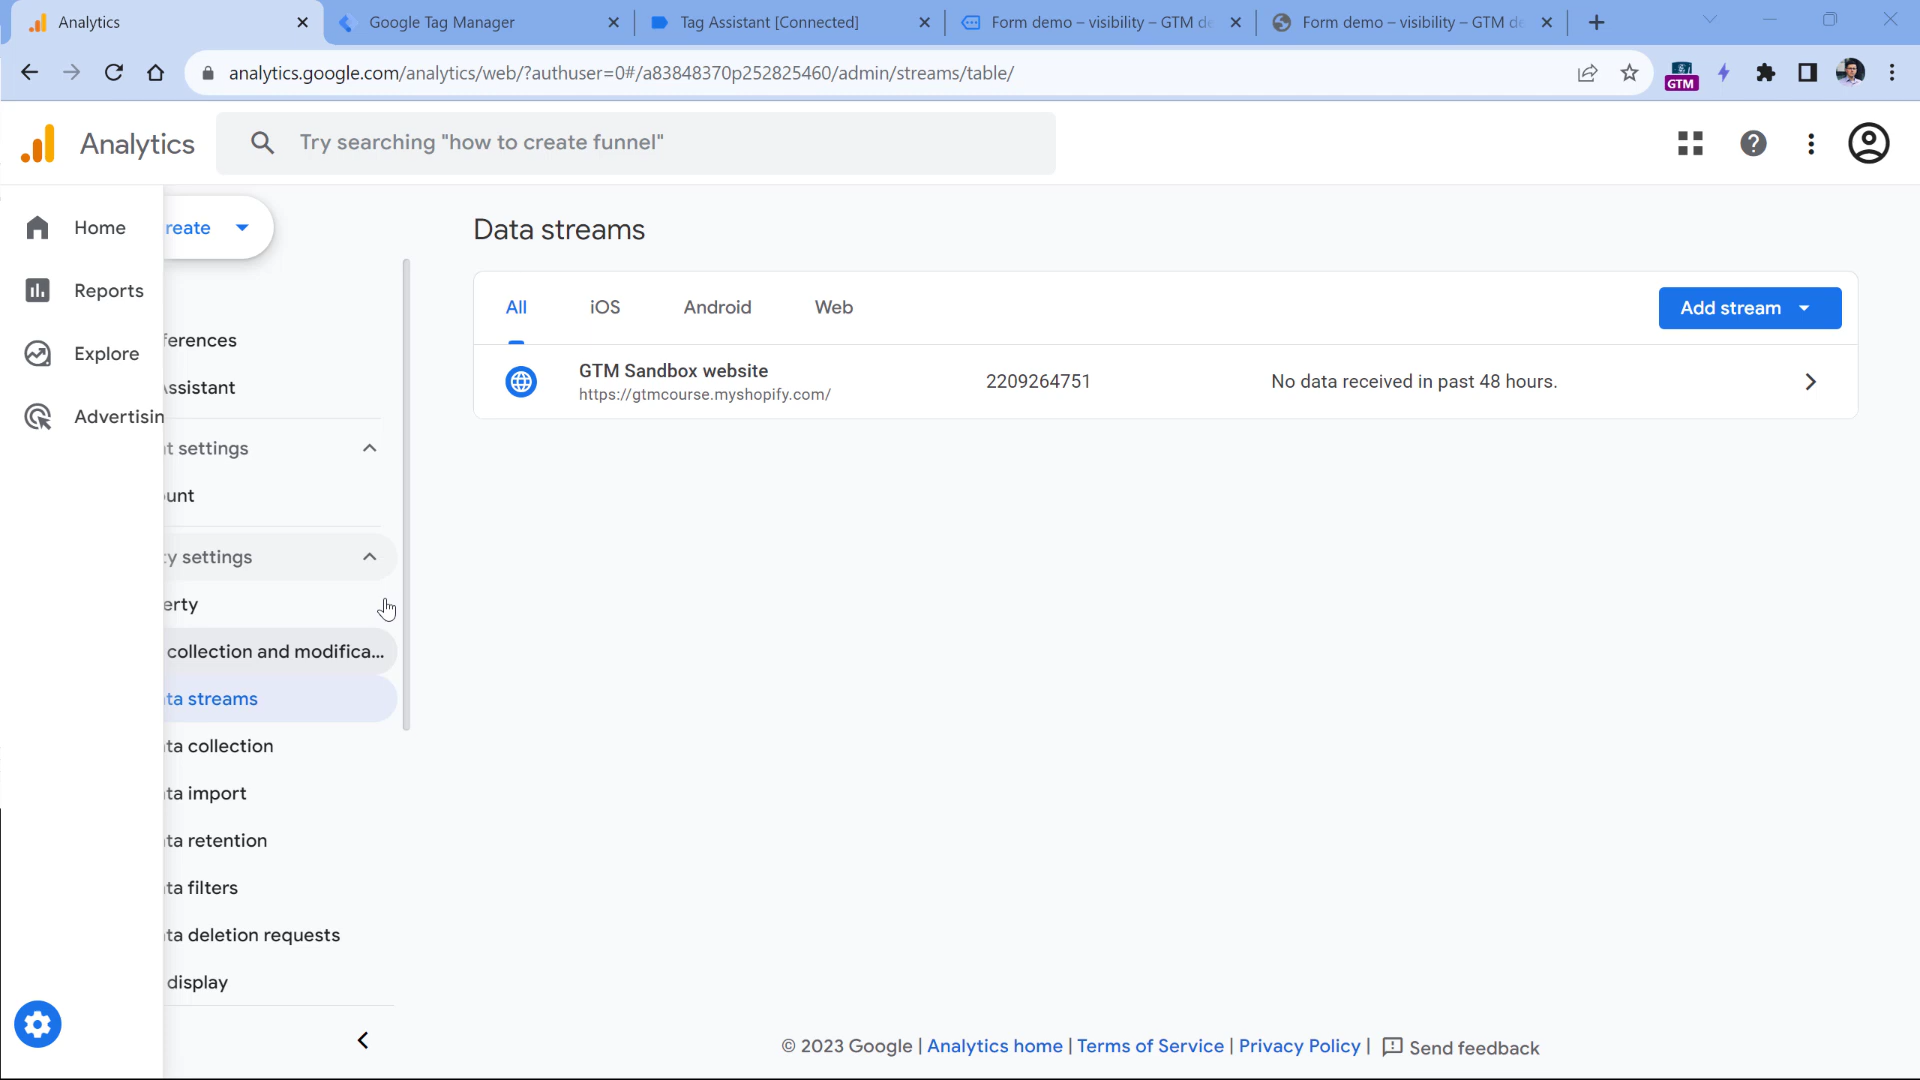 Analytics
Google Tag Manager
Tag Assistant [Connected]
Form demo – visibility – GTM de
Form demo – visibility – GTM de
analytics.google.com/analytics/web/?authuser=0#/a83848370p252825460/admin/streams/table/
GTM
Analytics
Try searching "how to create funnel"
Home
Reports
Explore
Advertisin
reate
ferences
ssistant
t settings
unt
ty settings
erty
collection and modifica...
ta streams
ta collection
ta import
ta retention
ta filters
ta deletion requests
display
Data streams
All
iOS
Android
Web
Add stream
GTM Sandbox website
https://gtmcourse.myshopify.com/
2209264751
No data received in past 48 hours.
© 2023 Google | Analytics home | Terms of Service | Privacy Policy | Send feedback